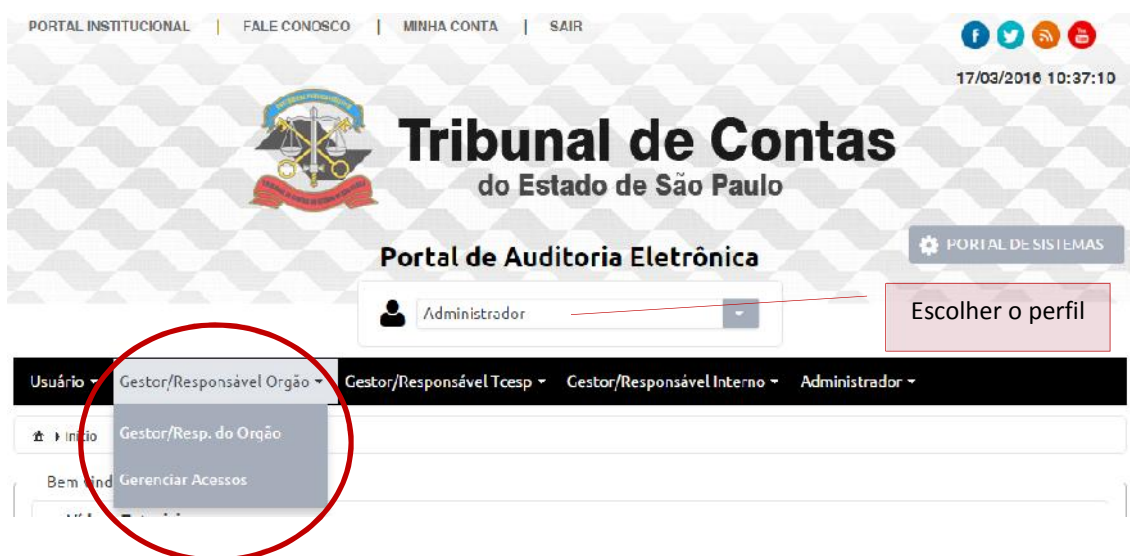 PORTAL INSTITUCIONAL | FALE CONOSCO | MINHA CONTA | SAIR
17/03/2016 10:37:10
Tribunal de Contas
do Estado de São Paulo
PORTAL DE SISTEMAS
Portal de Auditoria Eletrônica
Administrador
Escolher o perfil
Usuário Gestor/Responsável Orgão Gestor/Responsável Tcesp Gestor/Responsável Interno Administrador
Início
Gestor/Resp. do Orgão
Bem
Gerenciar Acessos